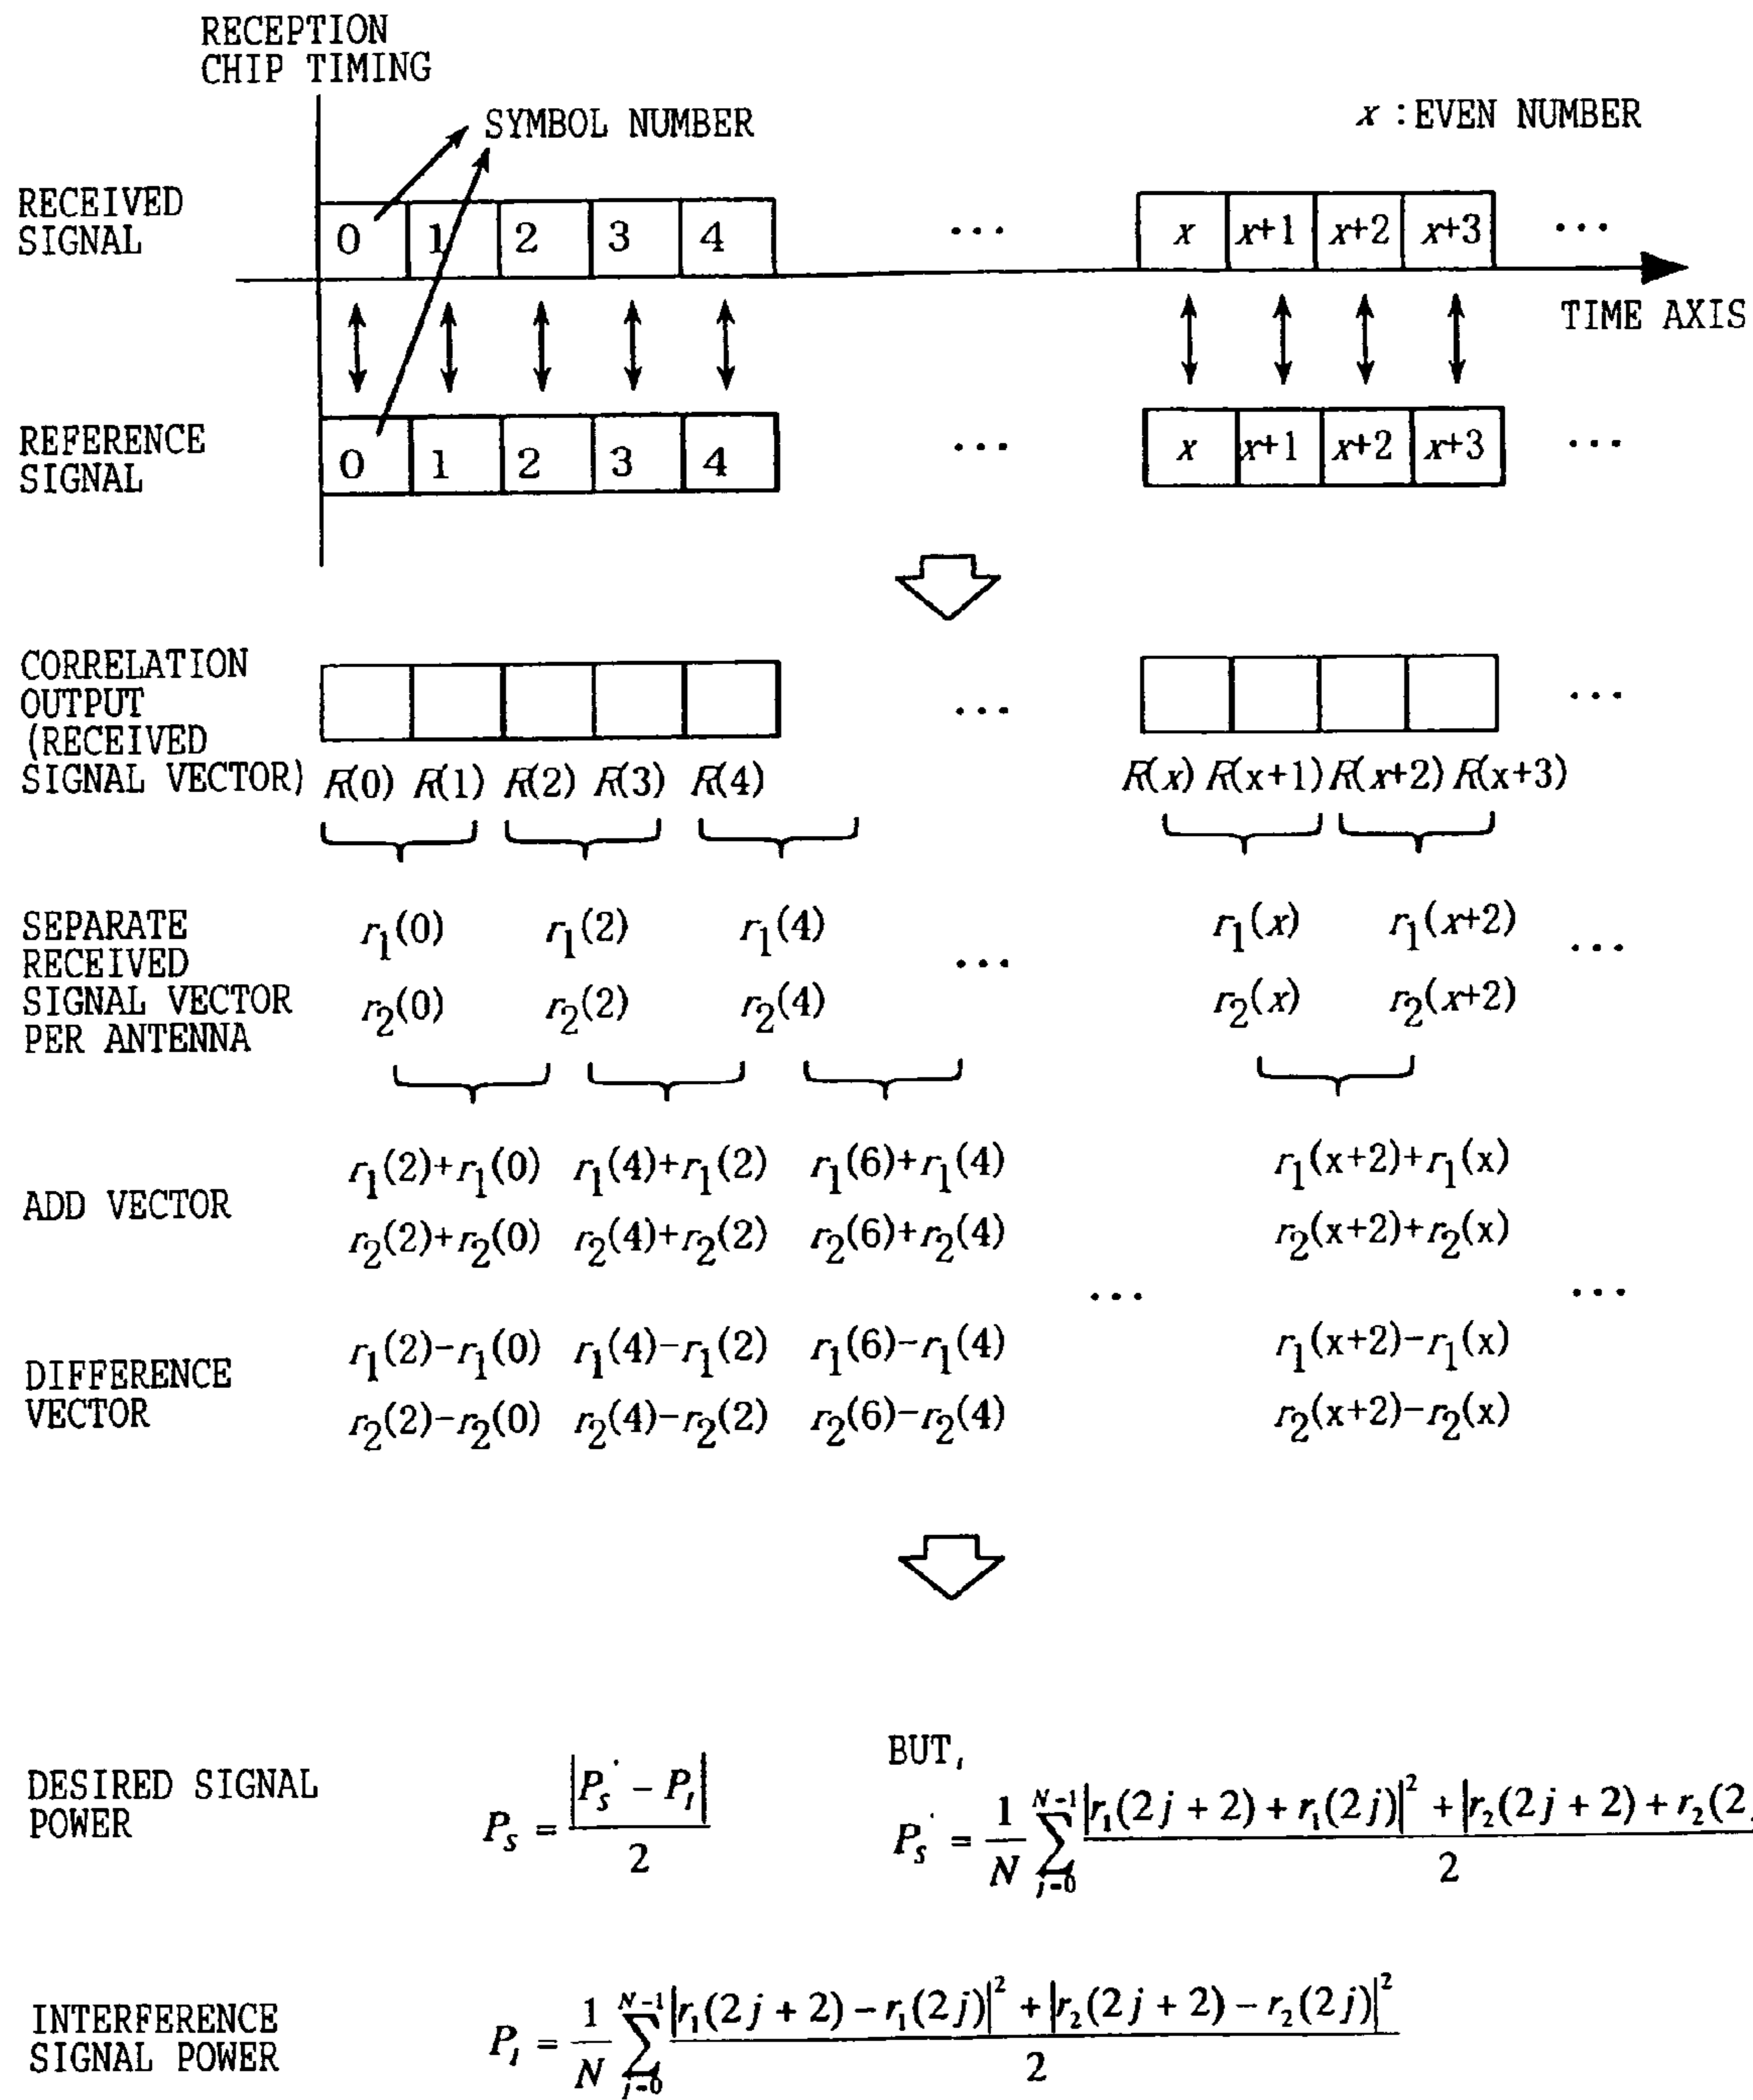 RECEPTION
CHIP TIMING
SYMBOL NUMBER
x : EVEN NUMBER
RECEIVED
SIGNAL
0 1 2 3 4 ... x x+1 x+2 x+3 ...
TIME AXIS
REFERENCE
SIGNAL
0 1 2 3 4 ... x x+1 x+2 x+3 ...
CORRELATION
OUTPUT
(RECEIVED
SIGNAL VECTOR)
... ...
R(0) R(1) R(2) R(3) R(4) R(x) R(x+1) R(x+2) R(x+3)
SEPARATE
RECEIVED
SIGNAL VECTOR
PER ANTENNA
r₁(0) r₁(2) r₁(4) ... r₁(x) r₁(x+2) ...
r₂(0) r₂(2) r₂(4) r₂(x) r₂(x+2)
ADD VECTOR
r₁(2)+r₁(0) r₁(4)+r₁(2) r₁(6)+r₁(4) r₁(x+2)+r₁(x)
r₂(2)+r₂(0) r₂(4)+r₂(2) r₂(6)+r₂(4) r₂(x+2)+r₂(x)
... ...
DIFFERENCE
VECTOR
r₁(2)-r₁(0) r₁(4)-r₁(2) r₁(6)-r₁(4) r₁(x+2)-r₁(x)
r₂(2)-r₂(0) r₂(4)-r₂(2) r₂(6)-r₂(4) r₂(x+2)-r₂(x)
DESIRED SIGNAL
POWER
P_S = |P_S' - P_I| / 2
BUT,
P_S' = 1/N Σ_{j=0}^{N-1} |r₁(2j+2) + r₁(2j)|² + |r₂(2j+2) + r₂(2 / 2
INTERFERENCE
SIGNAL POWER
P_I = 1/N Σ_{j=0}^{N-1} |r₁(2j+2) - r₁(2j)|² + |r₂(2j+2) - r₂(2j)|² / 2